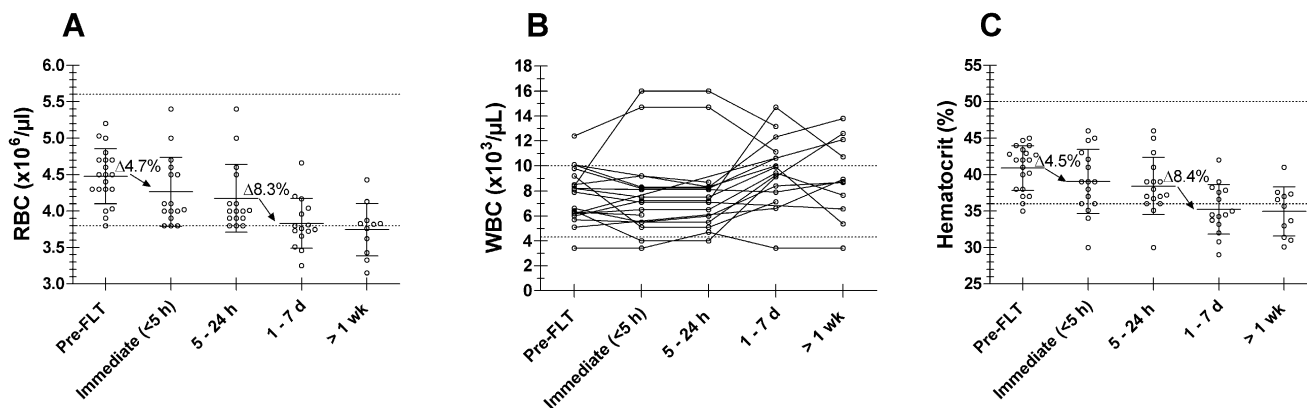 A
RBC (x10⁶/µl)
6.0
5.5
5.0
4.5
4.0
3.5
3.0
Δ4.7%
Δ8.3%
Pre-FLT
Immediate (<5 h)
5 - 24 h
1 - 7 d
> 1 wk
B
WBC (x10³/µL)
18
16
14
12
10
8
6
4
2
0
Pre-FLT
Immediate (<5 h)
5 - 24 h
1 - 7 d
> 1 wk
C
Hematocrit (%)
55
50
45
40
35
30
25
Δ4.5%
Δ8.4%
Pre-FLT
Immediate (<5 h)
5 - 24 h
1 - 7 d
> 1 wk